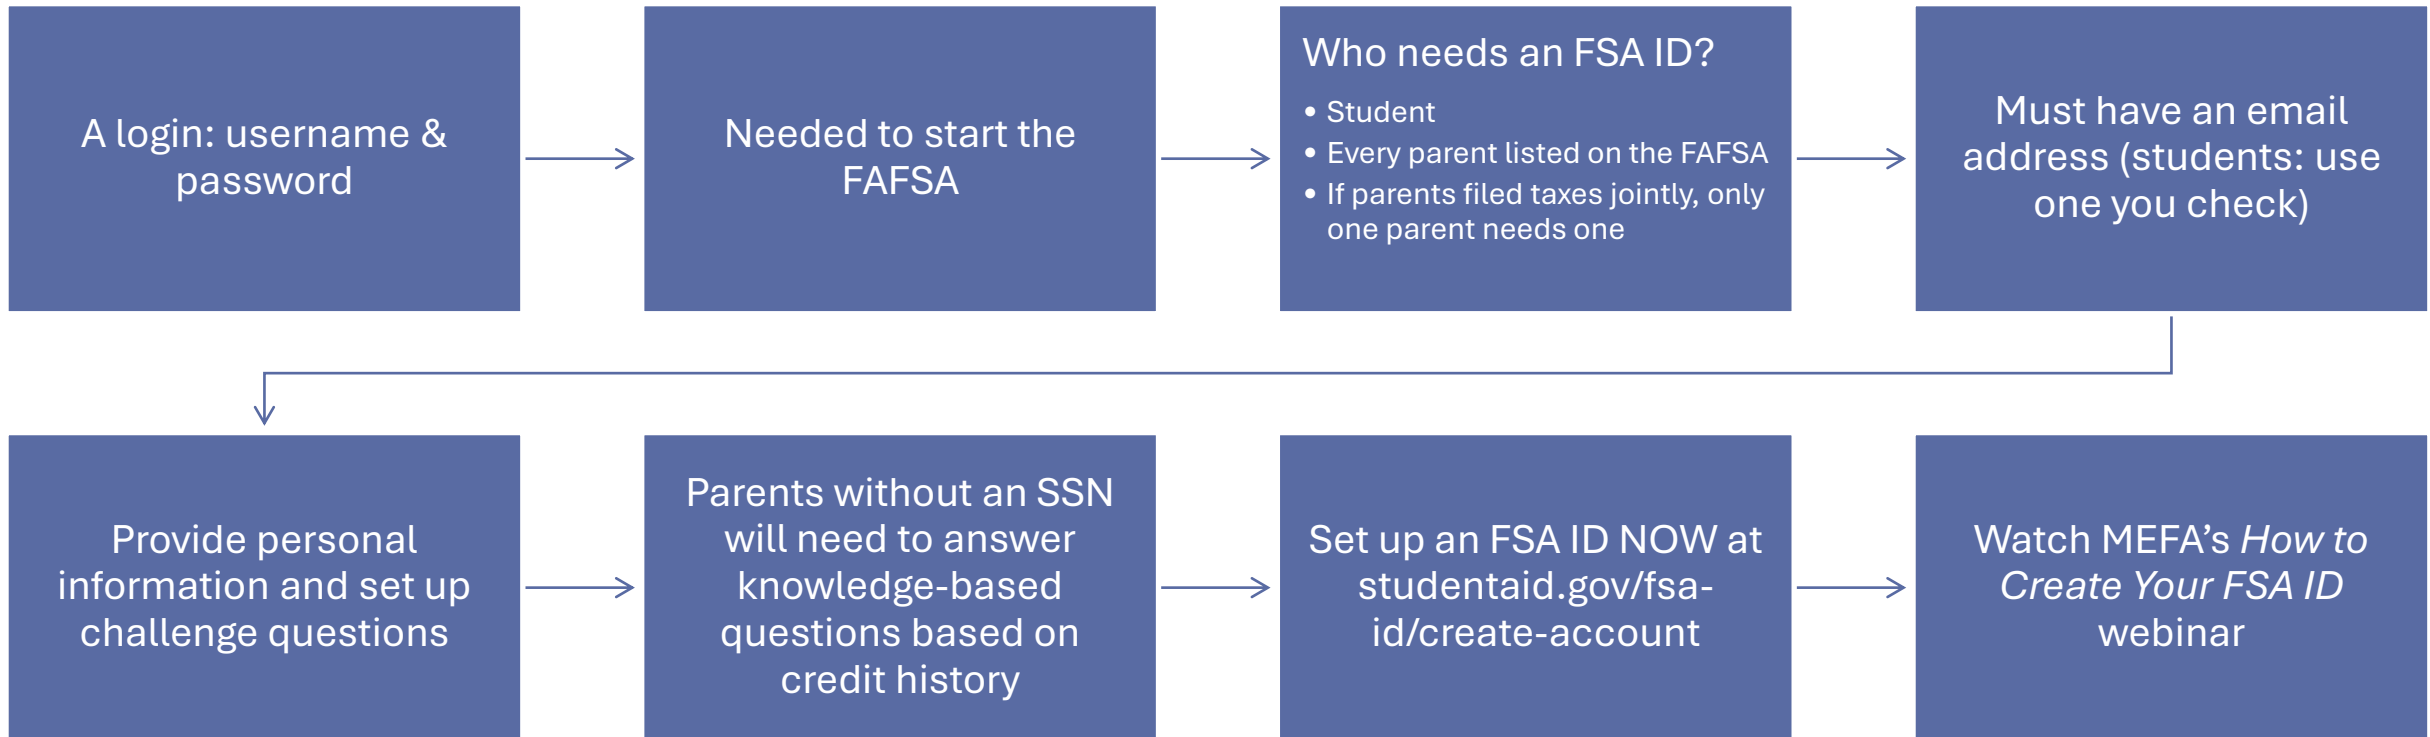 A login: username &
password
Needed to start the
FAFSA
Who needs an FSA ID?
• Student
• Every parent listed on the FAFSA
• If parents filed taxes jointly, only
one parent needs one
Must have an email
address (students: use
one you check)
Provide personal
information and set up
challenge questions
Parents without an SSN
will need to answer
knowledge-based
questions based on
credit history
Set up an FSA ID NOW at
studentaid.gov/fsa-
id/create-account
Watch MEFA’s How to
Create Your FSA ID
webinar